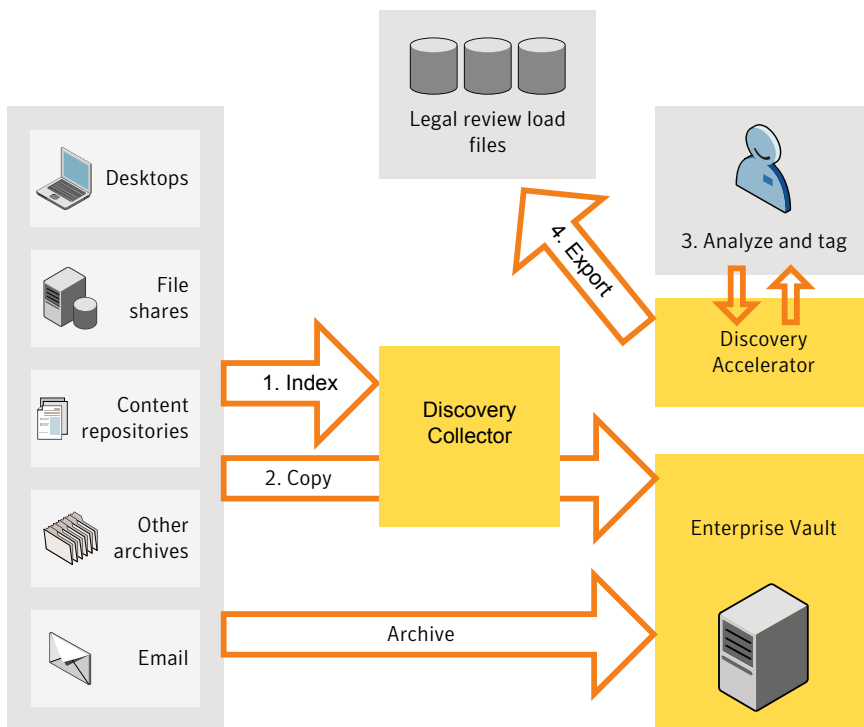 Legal review load
files
Desktops
File
shares
Content
repositories
Other
archives
Email
1. Index
2. Copy
Archive
Discovery
Collector
4. Export
3. Analyze and tag
Discovery
Accelerator
Enterprise Vault